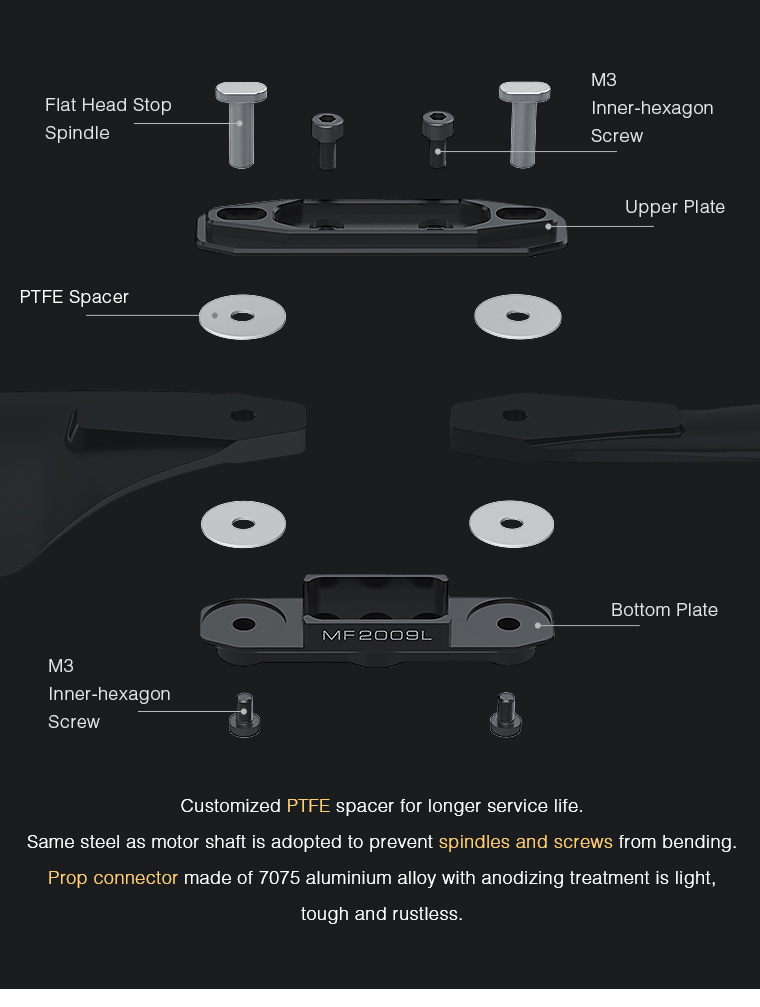 Flat Head Stop
Spindle
M3
Inner-hexagon
Screw
Upper Plate
PTFE Spacer
MF2009L
Bottom Plate
M3
Inner-hexagon
Screw
Customized PTFE spacer for longer service life.
Same steel as motor shaft is adopted to prevent spindles and screws from bending.
Prop connector made of 7075 aluminium alloy with anodizing treatment is light,
tough and rustless.